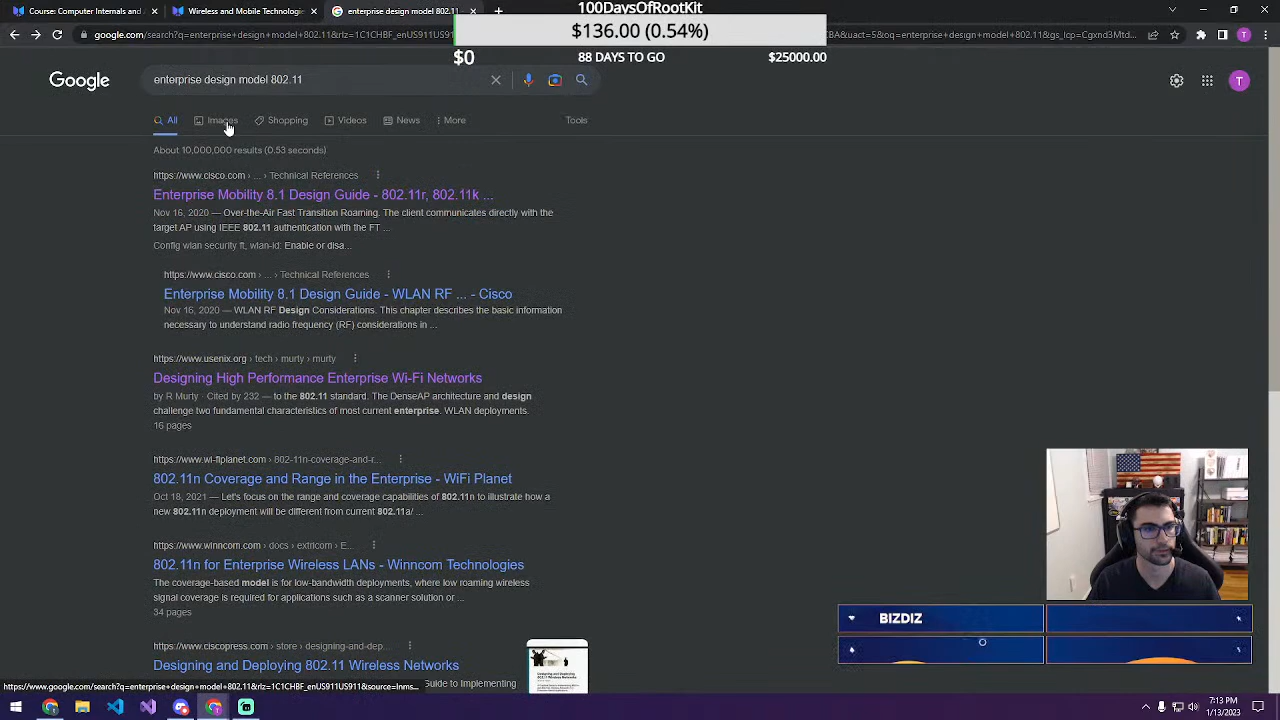 100DaysOfRootKit
Course: Computer Internals and
Wireless and Mobile Technology
enterprise design model 802.11
$136.00 (0.54%)
$0
88 DAYS TO GO
$25000.00
Google
enterprise design model 802.11
T
All
Images
Shopping
Videos
News
More
Tools
About 10,000,000 results (0.53 seconds)
https://www.cisco.com › ... › Technical References
Enterprise Mobility 8.1 Design Guide - 802.11r, 802.11k ...
Nov 16, 2020 — Over-the-Air Fast Transition Roaming. The client communicates directly with the
target AP using IEEE 802.11 authentication with the FT ...
Config wlan security ft, wlan-id: Enable or disa...
https://www.cisco.com › ... › Technical References
Enterprise Mobility 8.1 Design Guide - WLAN RF ... - Cisco
Nov 16, 2020 — WLAN RF Design Considerations. This chapter describes the basic information
necessary to understand radio frequency (RF) considerations in ...
https://www.usenix.org › tech › murty › murty
Designing High Performance Enterprise Wi-Fi Networks
by R Murty · Cited by 232 — to the 802.11 standard. The DenseAP architecture and design
challenge two fundamental characteristics of most current enterprise. WLAN deployments.
16 pages
https://www.wi-fiplanet.com › 802-11n-coverage-and-r...
802.11n Coverage and Range in the Enterprise - WiFi Planet
Oct 18, 2021 — Let's focus on the range and coverage capabilities of 802.11n to illustrate how a
new 802.11n deployment will be different from current 802.11a/ ...
https://www.winncom.com › docs › extricom › E...
802.11n for Enterprise Wireless LANs - Winncom Technologies
The coverage-based model is for low-bandwidth deployments, where low roaming wireless
signal coverage is required for applications such as a scanner solution or ...
34 pages
https://www.ciscopress.com › designing-and-dep...
Designing and Deploying 802.11 Wireless Networks
Guide to Implementing
BIZDIZ
7:13 PM
1/13/2023